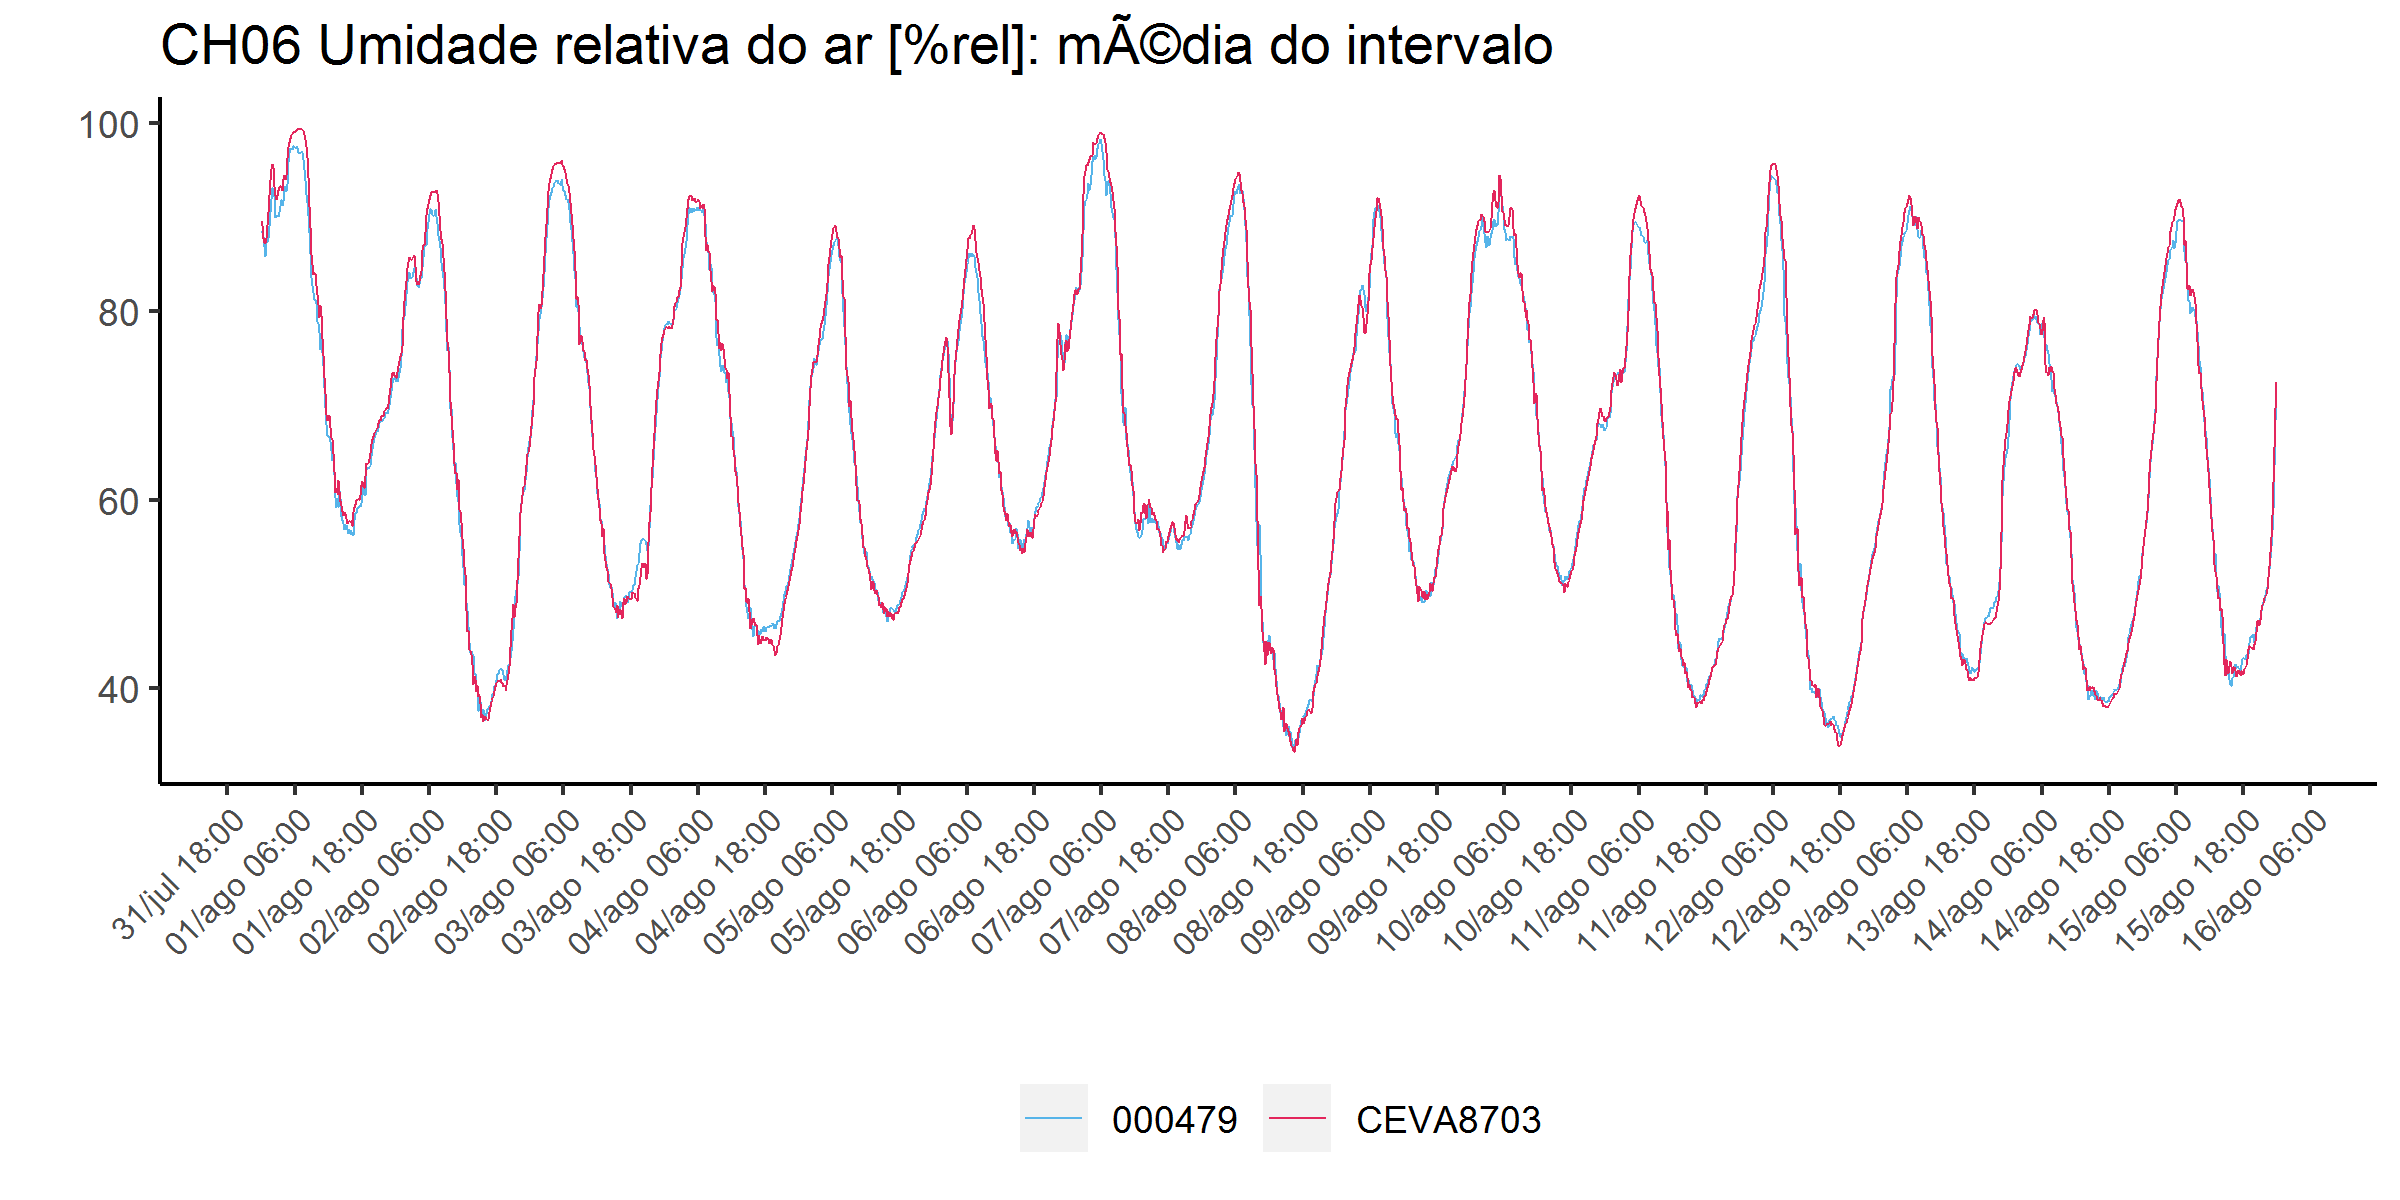 CH06 Umidade relativa do ar [%rel]: mÃ©dia do intervalo
100
80
60
40
31/jul 18:00
01/ago 06:00
01/ago 18:00
02/ago 06:00
02/ago 18:00
03/ago 06:00
03/ago 18:00
04/ago 06:00
04/ago 18:00
05/ago 06:00
05/ago 18:00
06/ago 06:00
06/ago 18:00
07/ago 06:00
07/ago 18:00
08/ago 06:00
08/ago 18:00
09/ago 06:00
09/ago 18:00
10/ago 06:00
10/ago 18:00
11/ago 06:00
11/ago 18:00
12/ago 06:00
12/ago 18:00
13/ago 06:00
13/ago 18:00
14/ago 06:00
14/ago 18:00
15/ago 06:00
15/ago 18:00
16/ago 06:00
000479
CEVA8703